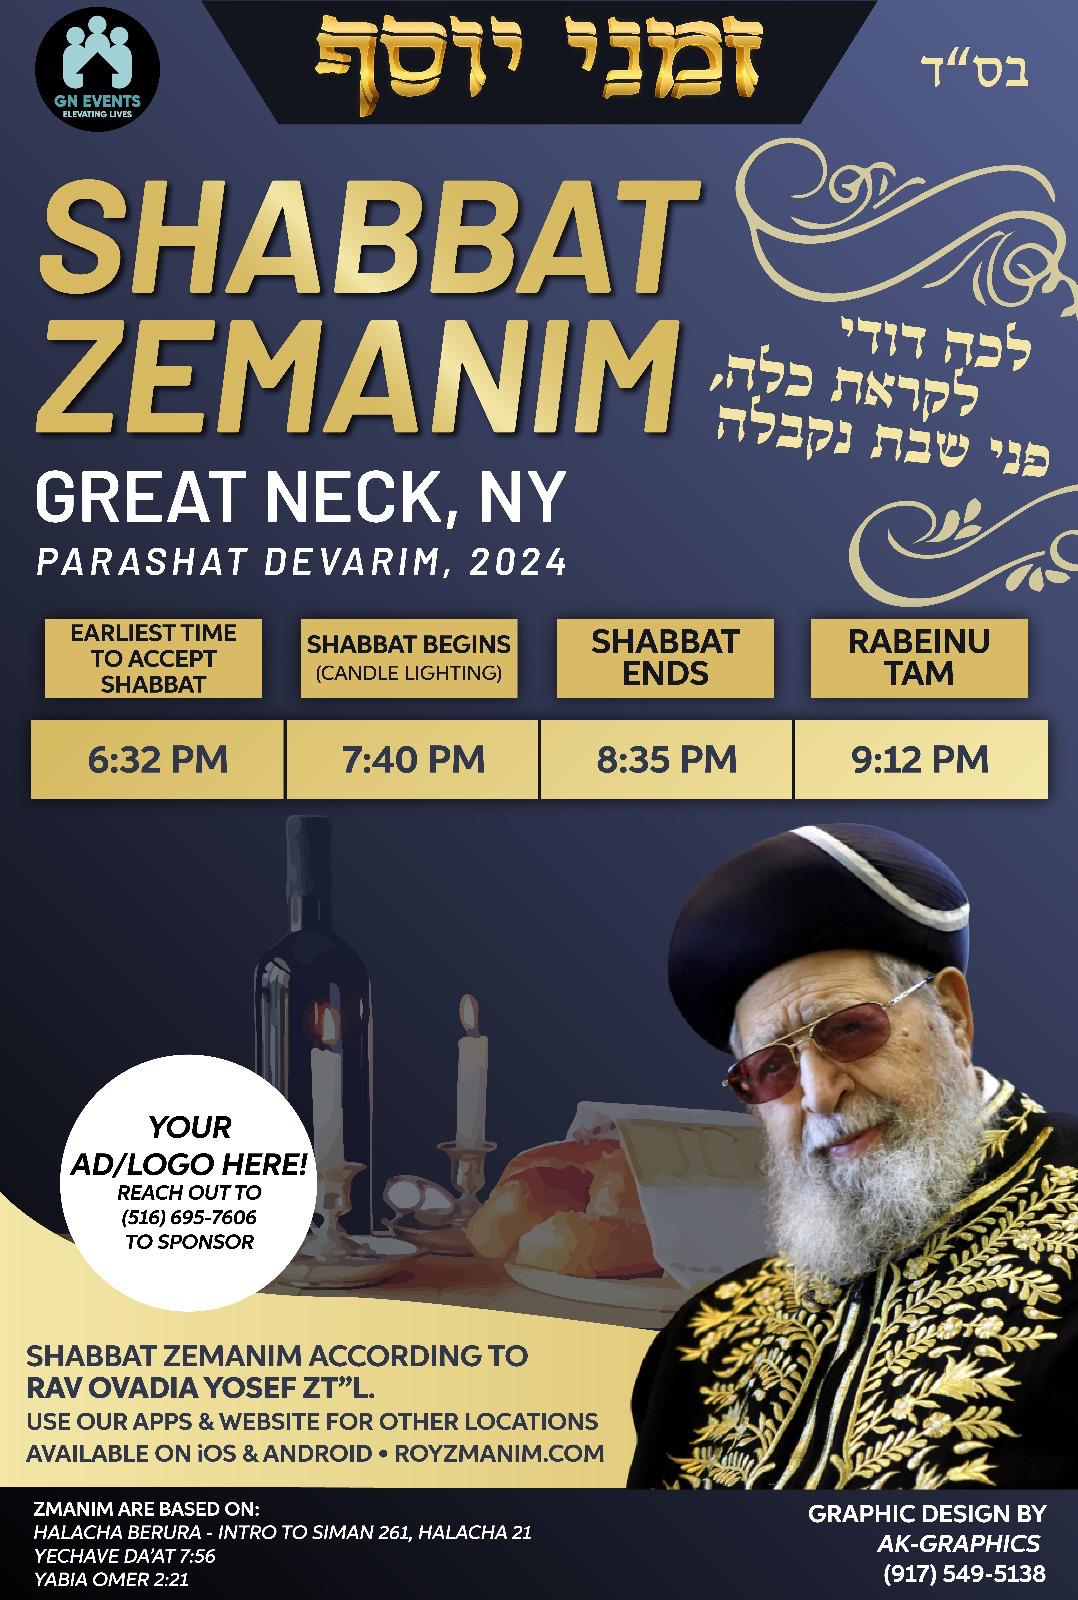 GN EVENTS
ELEVATING LIVES
זמני יוסף
בס״ד
SHABBAT
ZEMANIM
לכה דודי
לקראת כלה,
פני שבת נקבלה
GREAT NECK, NY
PARASHAT DEVARIM, 2024
EARLIEST TIME
TO ACCEPT
SHABBAT
SHABBAT BEGINS
(CANDLE LIGHTING)
SHABBAT
ENDS
RABEINU
TAM
6:32 PM
7:40 PM
8:35 PM
9:12 PM
YOUR
AD/LOGO HERE!
REACH OUT TO
(516) 695-7606
TO SPONSOR
SHABBAT ZEMANIM ACCORDING TO
RAV OVADIA YOSEF ZT”L.
USE OUR APPS & WEBSITE FOR OTHER LOCATIONS
AVAILABLE ON iOS & ANDROID • ROYZMANIM.COM
ZMANIM ARE BASED ON:
HALACHA BERURA - INTRO TO SIMAN 261, HALACHA 21
YECHAVE DA'AT 7:56
YABIA OMER 2:21
GRAPHIC DESIGN BY
AK-GRAPHICS
(917) 549-5138